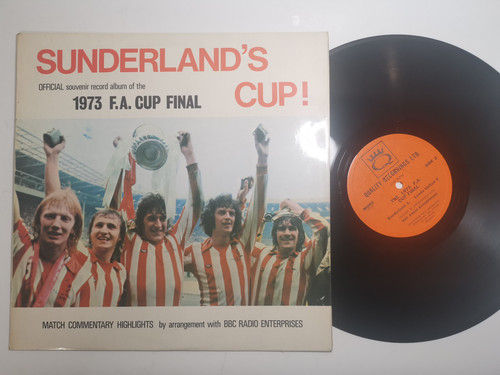 SUNDERLAND'S
OFFICIAL souvenir record album of the
CUP!
1973 F.A. CUP FINAL
MATCH COMMENTARY HIGHLIGHTS by arrangement with BBC RADIO ENTERPRISES
QUALITY RECORDINGS LTD.